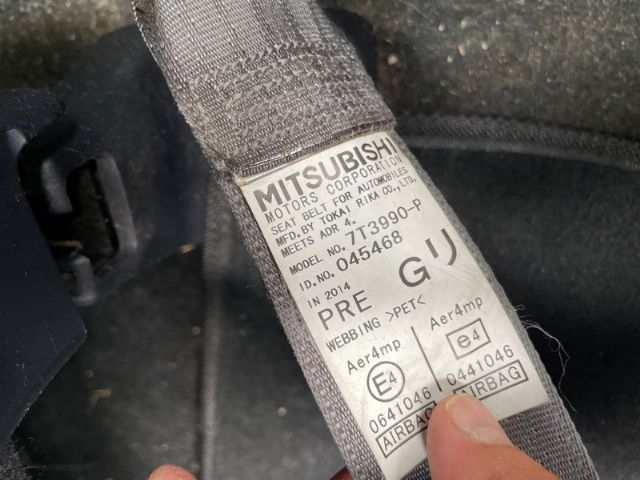 MITSUBISHI
MOTORS CORPORATION
SEAT BELT FOR AUTOMOBILES
MFD. BY TOKAI RIKA CO., LTD.
MEETS ADR 4.
MODEL NO. 7T3990-P
ID. NO. 045468
IN 2014
PRE GIJ
WEBBING >PET<
Aer4mp Aer4mp
E4 e4
0641046 0441046
AIRBAG AIRBAG